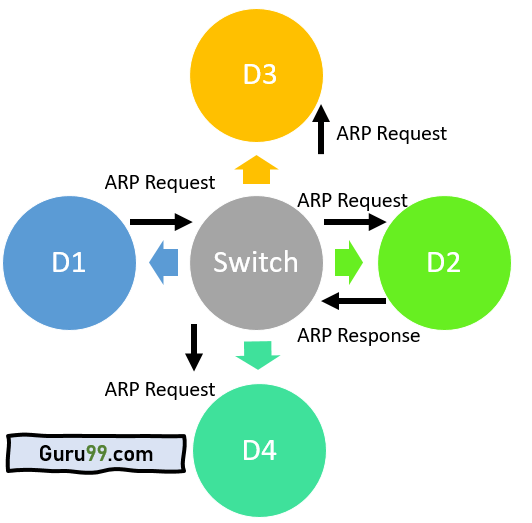 D3
ARP Request
ARP Request
ARP Request
D1
Switch
D2
ARP Response
ARP Request
Guru99.com
D4